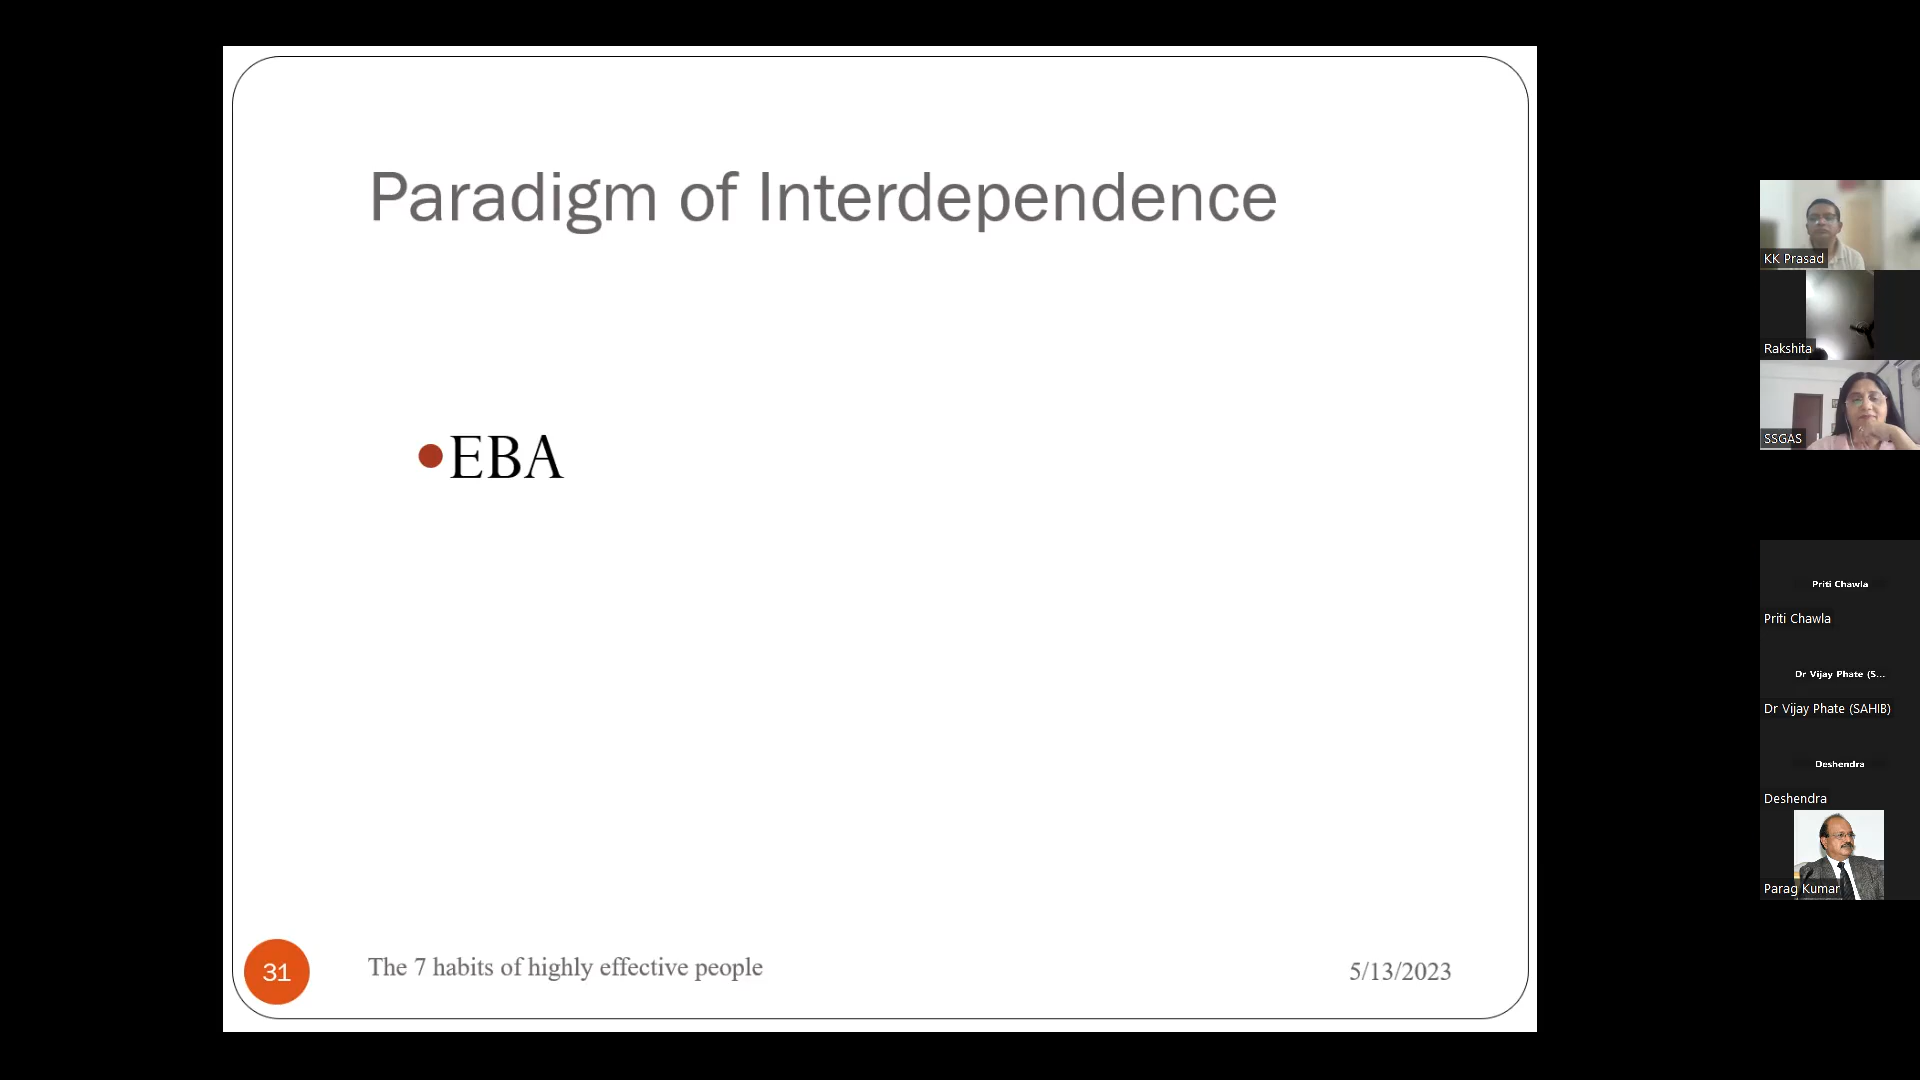 Paradigm of Interdependence
EBA
31
The 7 habits of highly effective people
5/13/2023
KK Prasad
Rakshita
SSGAS
Priti Chawla
Priti Chawla
Dr Vijay Phate (S...
Dr Vijay Phate (SAHIB)
Deshendra
Deshendra
Parag Kumar